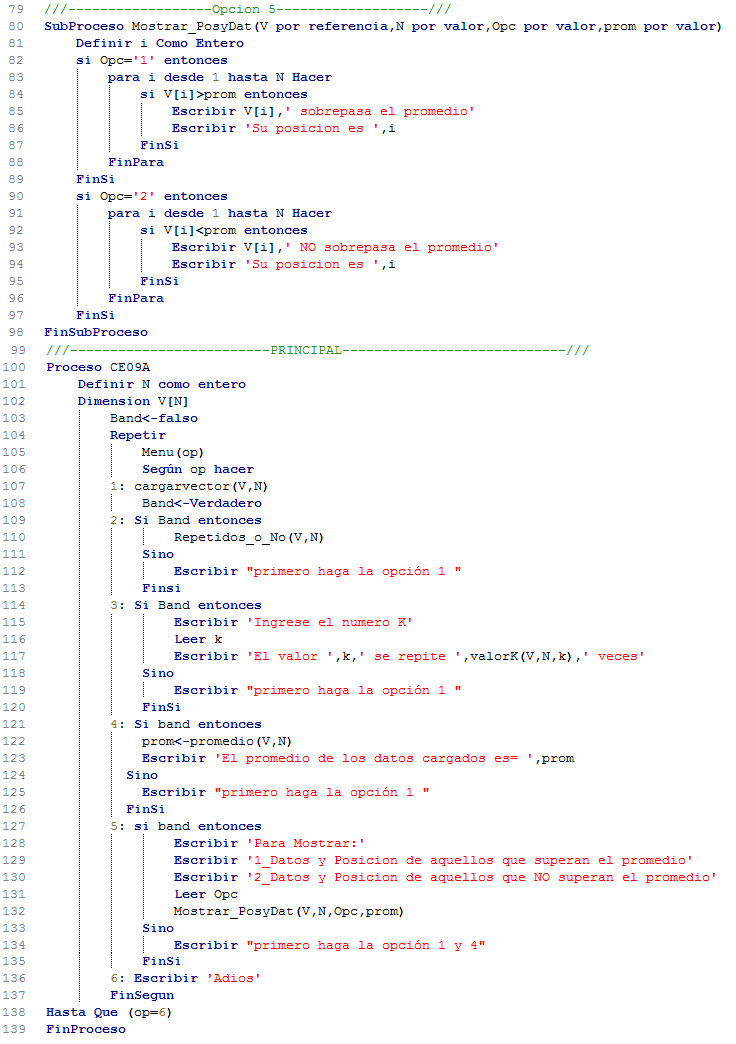 79 ///------------------Opcion 5-------------------///
80 SubProceso Mostrar_PosyDat(V por referencia,N por valor,Opc por valor,prom por valor)
81 Definir i Como Entero
82 si Opc='1' entonces
83 para i desde 1 hasta N Hacer
84 si V[i]>prom entonces
85 Escribir V[i],' sobrepasa el promedio'
86 Escribir 'Su posicion es ',i
87 FinSi
88 FinPara
89 FinSi
90 si Opc='2' entonces
91 para i desde 1 hasta N Hacer
92 si V[i]<prom entonces
93 Escribir V[i],' NO sobrepasa el promedio'
94 Escribir 'Su posicion es ',i
95 FinSi
96 FinPara
97 FinSi
98 FinSubProceso
99 ///-------------------------PRINCIPAL----------------------------///
100 Proceso CE09A
101 Definir N como entero
102 Dimension V[N]
103 Band<-falso
104 Repetir
105 Menu(op)
106 Según op hacer
107 1: cargarvector(V,N)
108 Band<-Verdadero
109 2: Si Band entonces
110 Repetidos_o_No(V,N)
111 Sino
112 Escribir "primero haga la opción 1 "
113 Finsi
114 3: Si Band entonces
115 Escribir 'Ingrese el numero K'
116 Leer k
117 Escribir 'El valor ',k,' se repite ',valorK(V,N,k),' veces'
118 Sino
119 Escribir "primero haga la opción 1 "
120 FinSi
121 4: Si band entonces
122 prom<-promedio(V,N)
123 Escribir 'El promedio de los datos cargados es= ',prom
124 Sino
125 Escribir "primero haga la opción 1 "
126 FinSi
127 5: si band entonces
128 Escribir 'Para Mostrar:'
129 Escribir '1_Datos y Posicion de aquellos que superan el promedio'
130 Escribir '2_Datos y Posicion de aquellos que NO superan el promedio'
131 Leer Opc
132 Mostrar_PosyDat(V,N,Opc,prom)
133 Sino
134 Escribir "primero haga la opción 1 y 4"
135 FinSi
136 6: Escribir 'Adios'
137 FinSegun
138 Hasta Que (op=6)
139 FinProceso